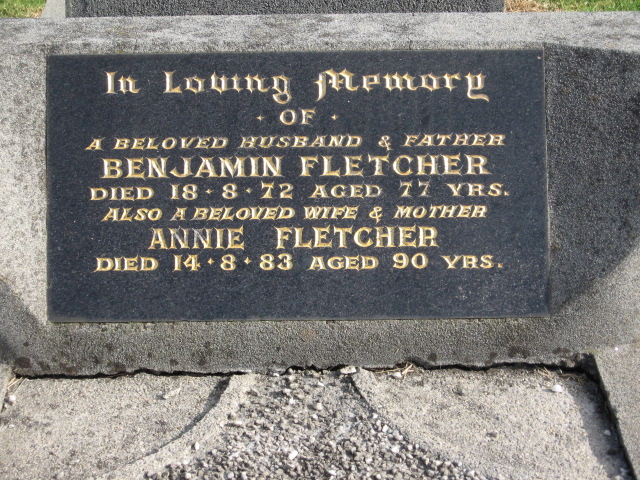 In Loving Memory
· OF ·
A BELOVED HUSBAND & FATHER
BENJAMIN FLETCHER
DIED 18·8·72 AGED 77 YRS.
ALSO A BELOVED WIFE & MOTHER
ANNIE FLETCHER
DIED 14·8·83 AGED 90 YRS.